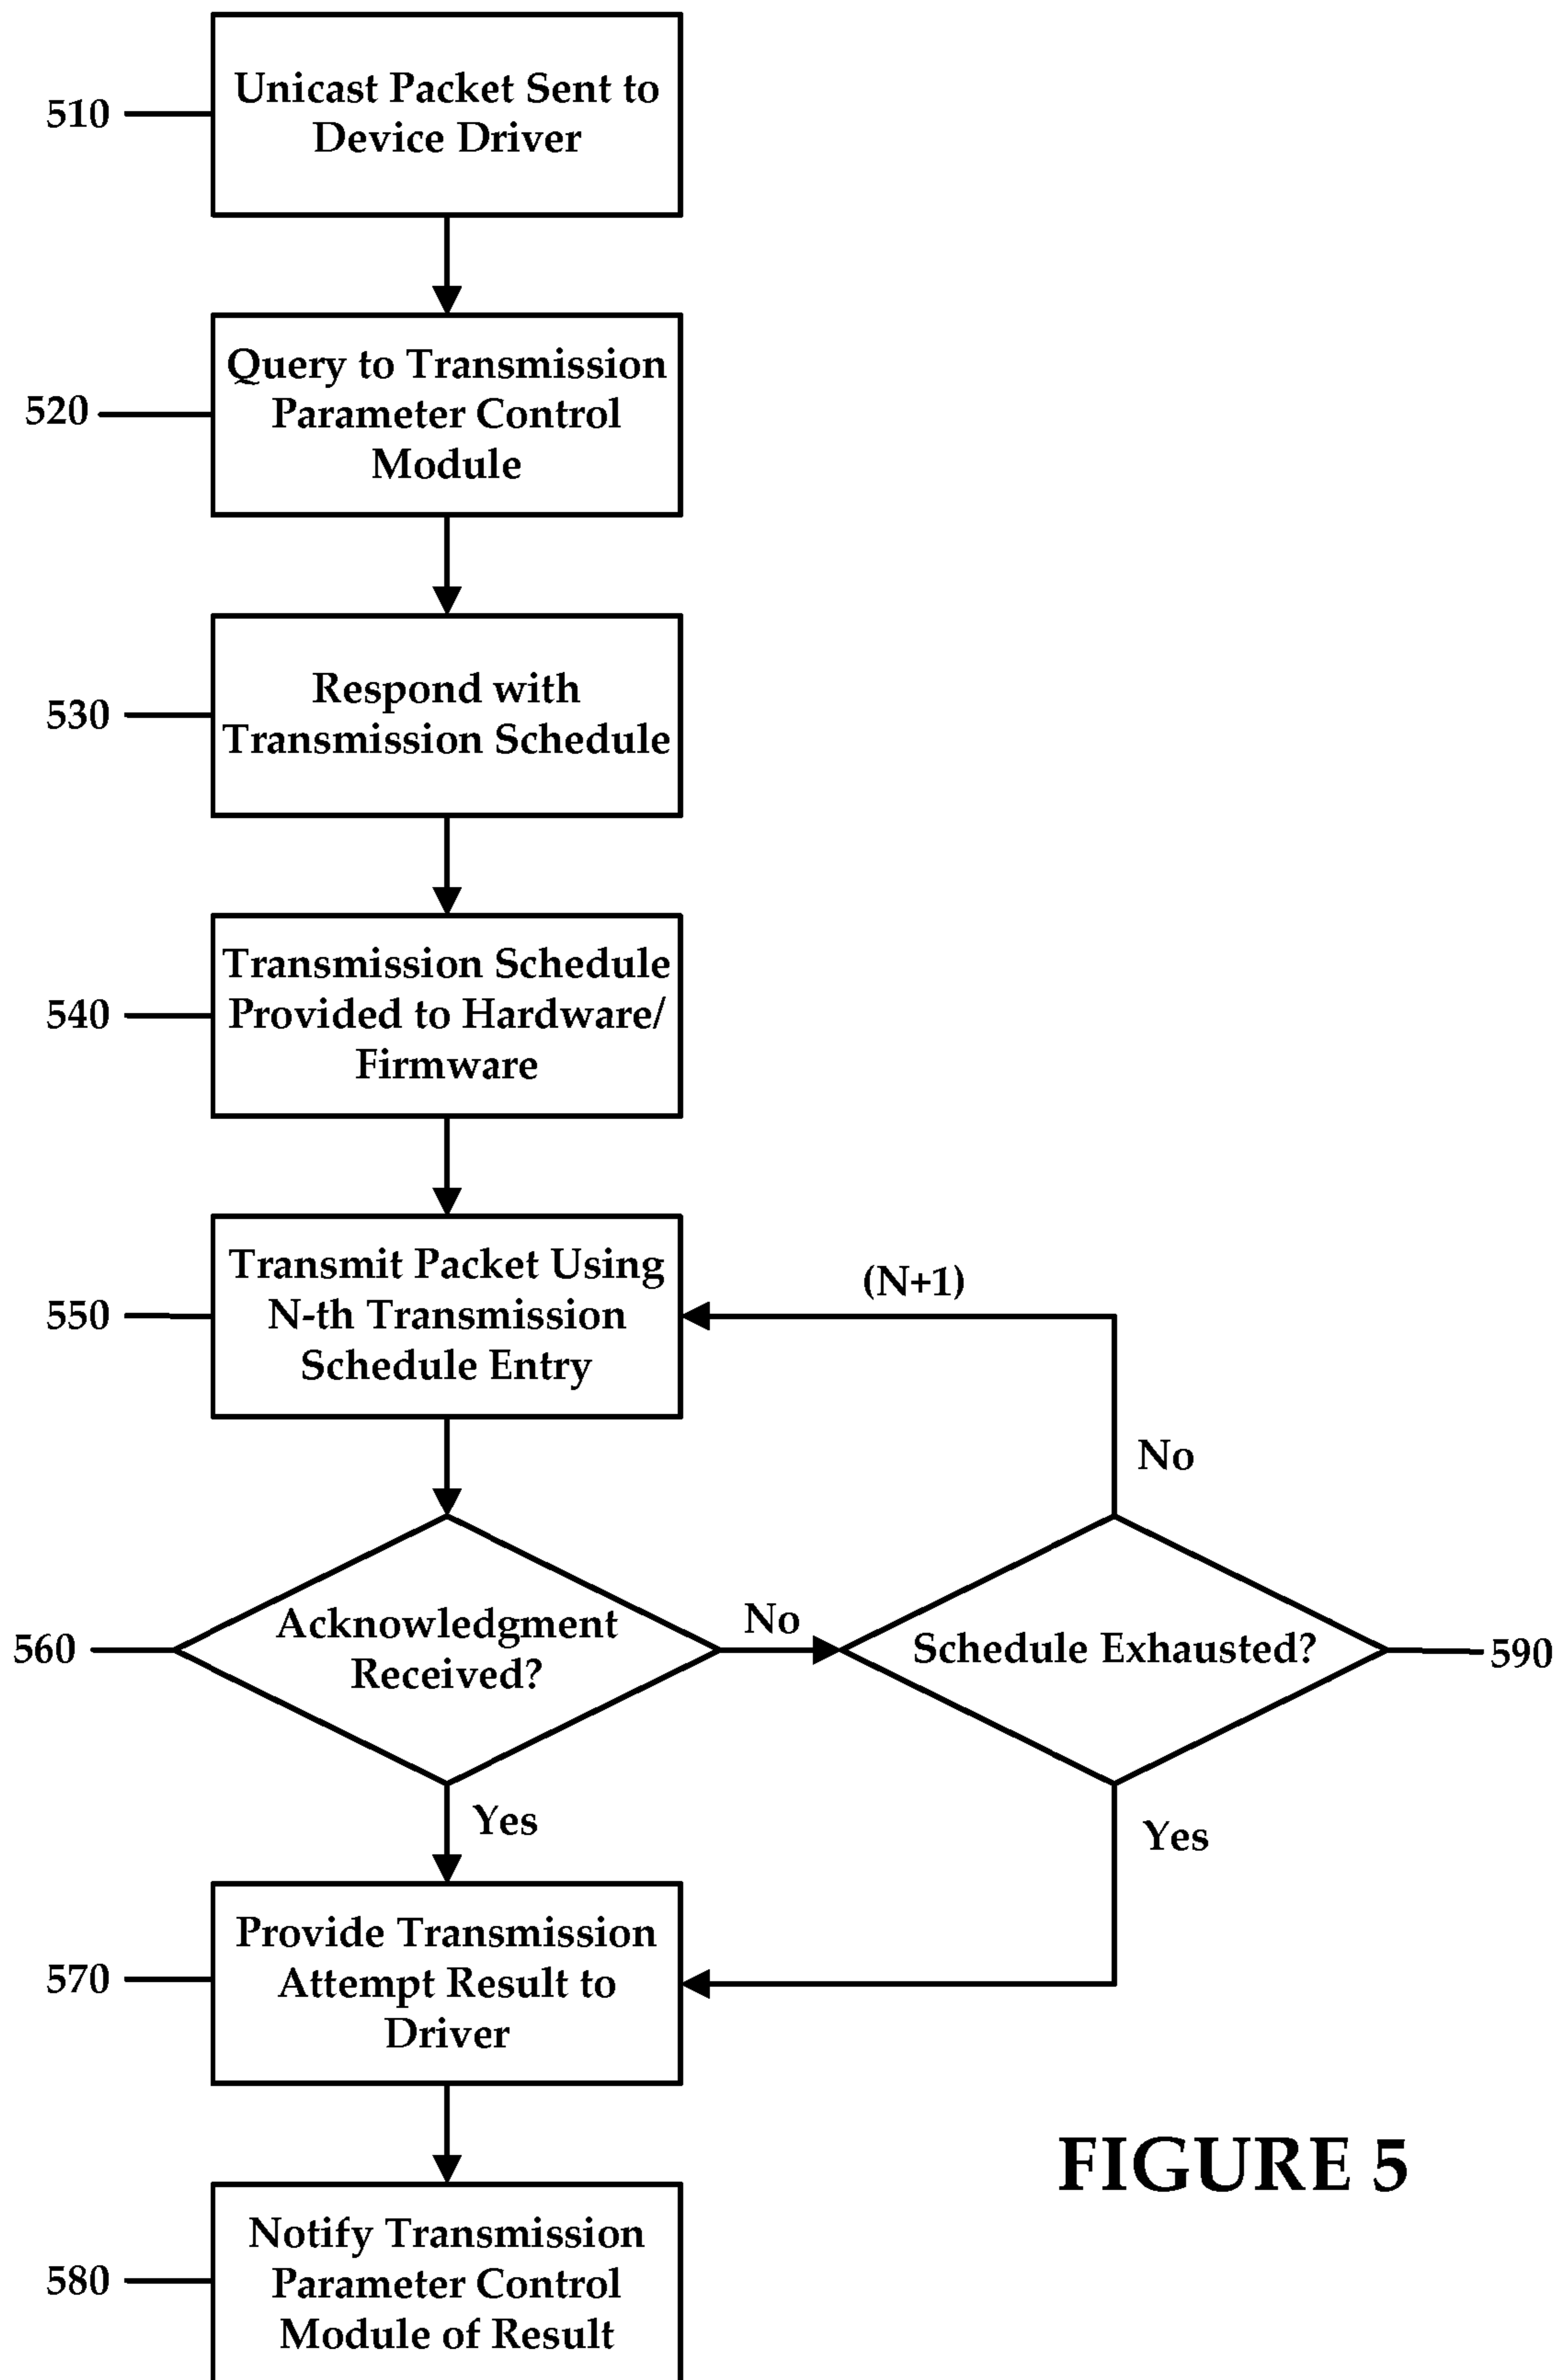 510
Unicast Packet Sent to
Device Driver
520
Query to Transmission
Parameter Control
Module
530
Respond with
Transmission Schedule
540
Transmission Schedule
Provided to Hardware/
Firmware
550
Transmit Packet Using
N-th Transmission
Schedule Entry
(N+1)
No
560
Acknowledgment
Received?
No
Schedule Exhausted?
590
Yes
Yes
570
Provide Transmission
Attempt Result to
Driver
580
Notify Transmission
Parameter Control
Module of Result
FIGURE 5